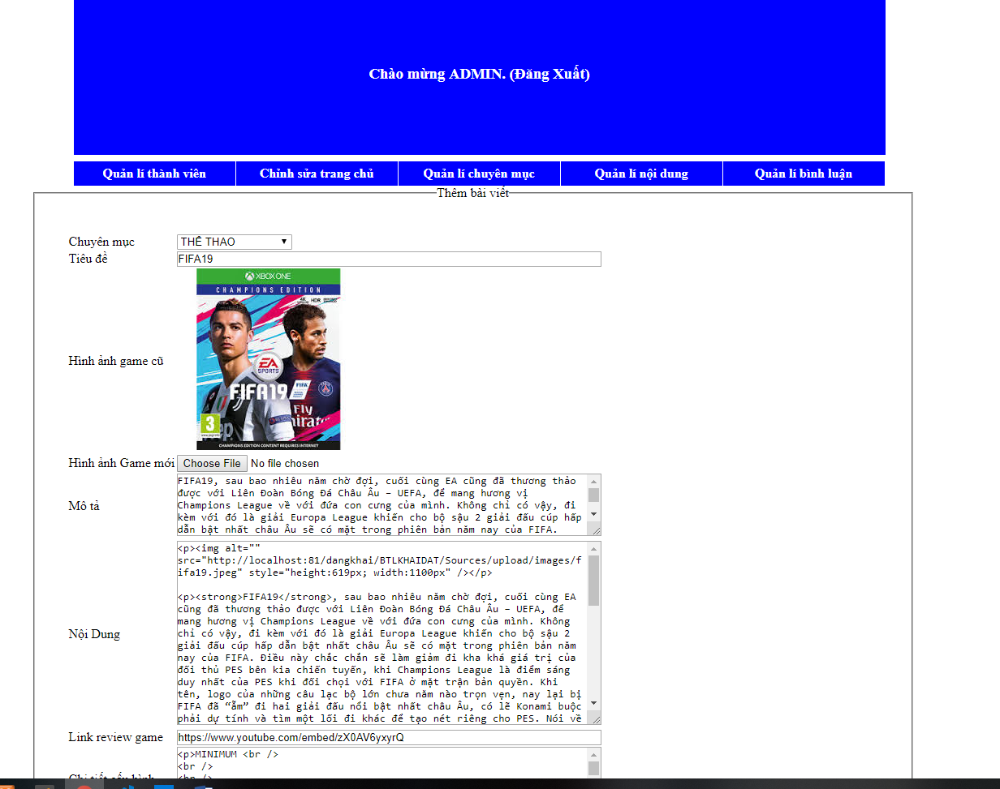 Chào mừng ADMIN. (Đăng Xuất)
Quản lí thành viên Chỉnh sửa trang chủ Quản lí chuyên mục Quản lí nội dung Quản lí bình luận
Thêm bài viết
Chuyên mục THỂ THAO
Tiêu đề FIFA19
XBOX ONE
CHAMPIONS EDITION
4K HDR
EA
SPORTS
FIFA19
FIFA
Fly
Emirates
3
CHAMPIONS EDITION CONTENT REQUIRES INTERNET
Hình ảnh game cũ
Hình ảnh Game mới Choose File No file chosen
Mô tả
FIFA19, sau bao nhiêu năm chờ đợi, cuối cùng EA cũng đã thương thảo
được với Liên Đoàn Bóng Đá Châu Âu – UEFA, để mang hương vị
Champions League về với đứa con cưng của mình. Không chỉ có vậy, đi
kèm với đó là giải Europa League khiến cho bộ sậu 2 giải đấu cúp hấp
dẫn bật nhất châu Âu sẽ có mặt trong phiên bản năm nay của FIFA.
Nội Dung
<p><img alt=""
src="http://localhost:81/dangkhai/BTLKHAIDAT/Sources/upload/images/f
ifa19.jpeg" style="height:619px; width:1100px" /></p>
<p><strong>FIFA19</strong>, sau bao nhiêu năm chờ đợi, cuối cùng EA
cũng đã thương thảo được với Liên Đoàn Bóng Đá Châu Âu – UEFA, để
mang hương vị Champions League về với đứa con cưng của mình. Không
chỉ có vậy, đi kèm với đó là giải Europa League khiến cho bộ sậu 2
giải đấu cúp hấp dẫn bật nhất châu Âu sẽ có mặt trong phiên bản năm
nay của FIFA. Điều này chắc chắn sẽ làm giảm đi kha khá giá trị của
đối thủ PES bên kia chiến tuyến, khi Champions League là điểm sáng
duy nhất của PES khi đối chọi với FIFA ở mặt trận bản quyền. Khi
tên, logo của những câu lạc bộ lớn chưa năm nào trọn vẹn, nay lại bị
FIFA đã “ẵm” đi hai giải đấu nổi bật nhất châu Âu, có lẽ Konami buộc
phải dự tính và tìm một lối đi khác để tạo nét riêng cho PES. Nói về
Link review game https://www.youtube.com/embed/zX0AV6yxyrQ
<p>MINIMUM <br />
<br />
<br />
Chi tiết cấu hình